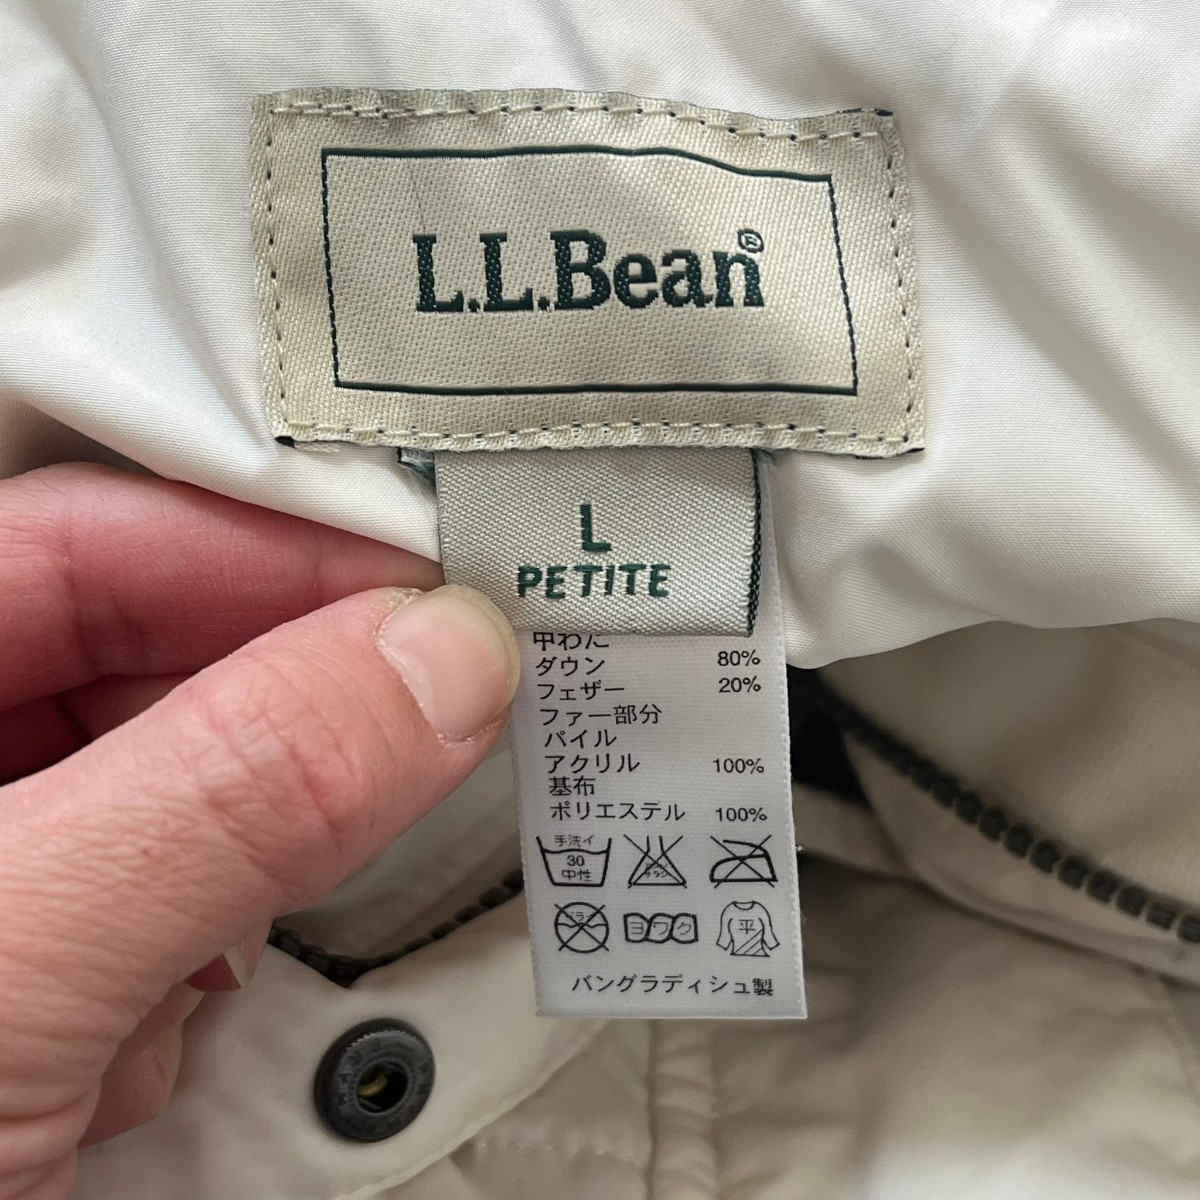 L.L.Bean®
L
PETITE
中わた
ダウン 80%
フェザー 20%
ファー部分
パイル
アクリル 100%
基布
ポリエステル 100%
手洗イ
30
中性
ヨワク
平
バングラディシュ製